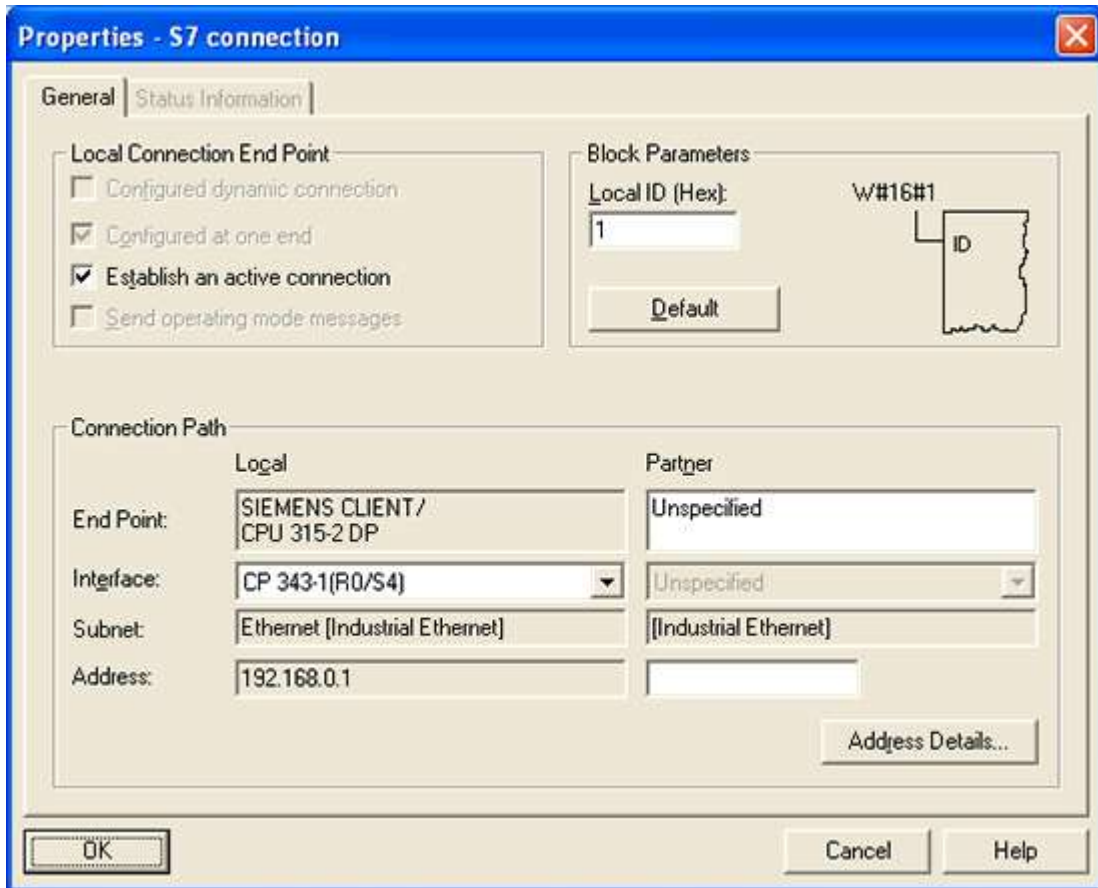 Properties - S7 connection
General Status Information
Local Connection End Point
Configured dynamic connection
Configured at one end
Establish an active connection
Send operating mode messages
Block Parameters
Local ID (Hex):
1
Default
W#16#1
ID
Connection Path
Local Partner
End Point: SIEMENS CLIENT/ Unspecified
CPU 315-2 DP
Interface: CP 343-1(R0/S4) Unspecified
Subnet: Ethernet [Industrial Ethernet] [Industrial Ethernet]
Address: 192.168.0.1
Address Details...
OK Cancel Help